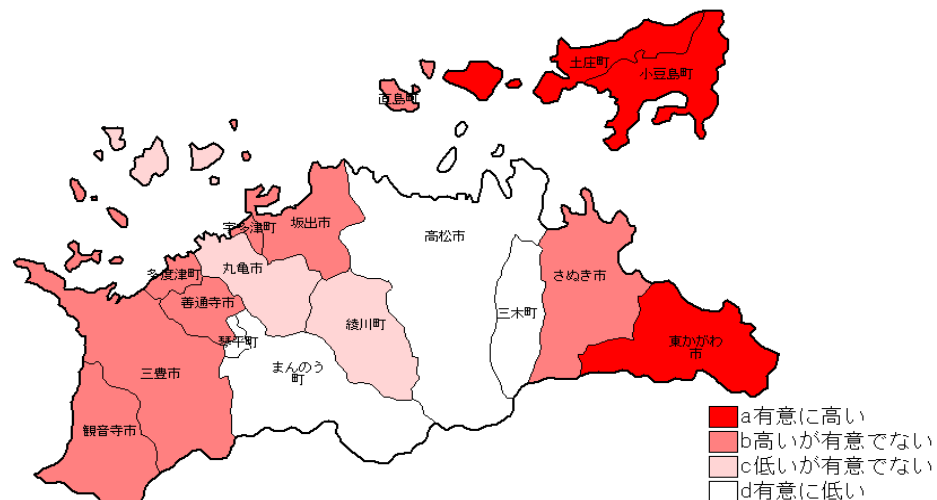 土庄町
小豆島町
直島町
宇多津町
坂出市
高松市
多度津町
丸亀市
さぬき市
善通寺市
綾川町
三木町
琴平町
まんのう
町
東かがわ
市
三豊市
観音寺市
a有意に高い
b高いが有意でない
c低いが有意でない
d有意に低い